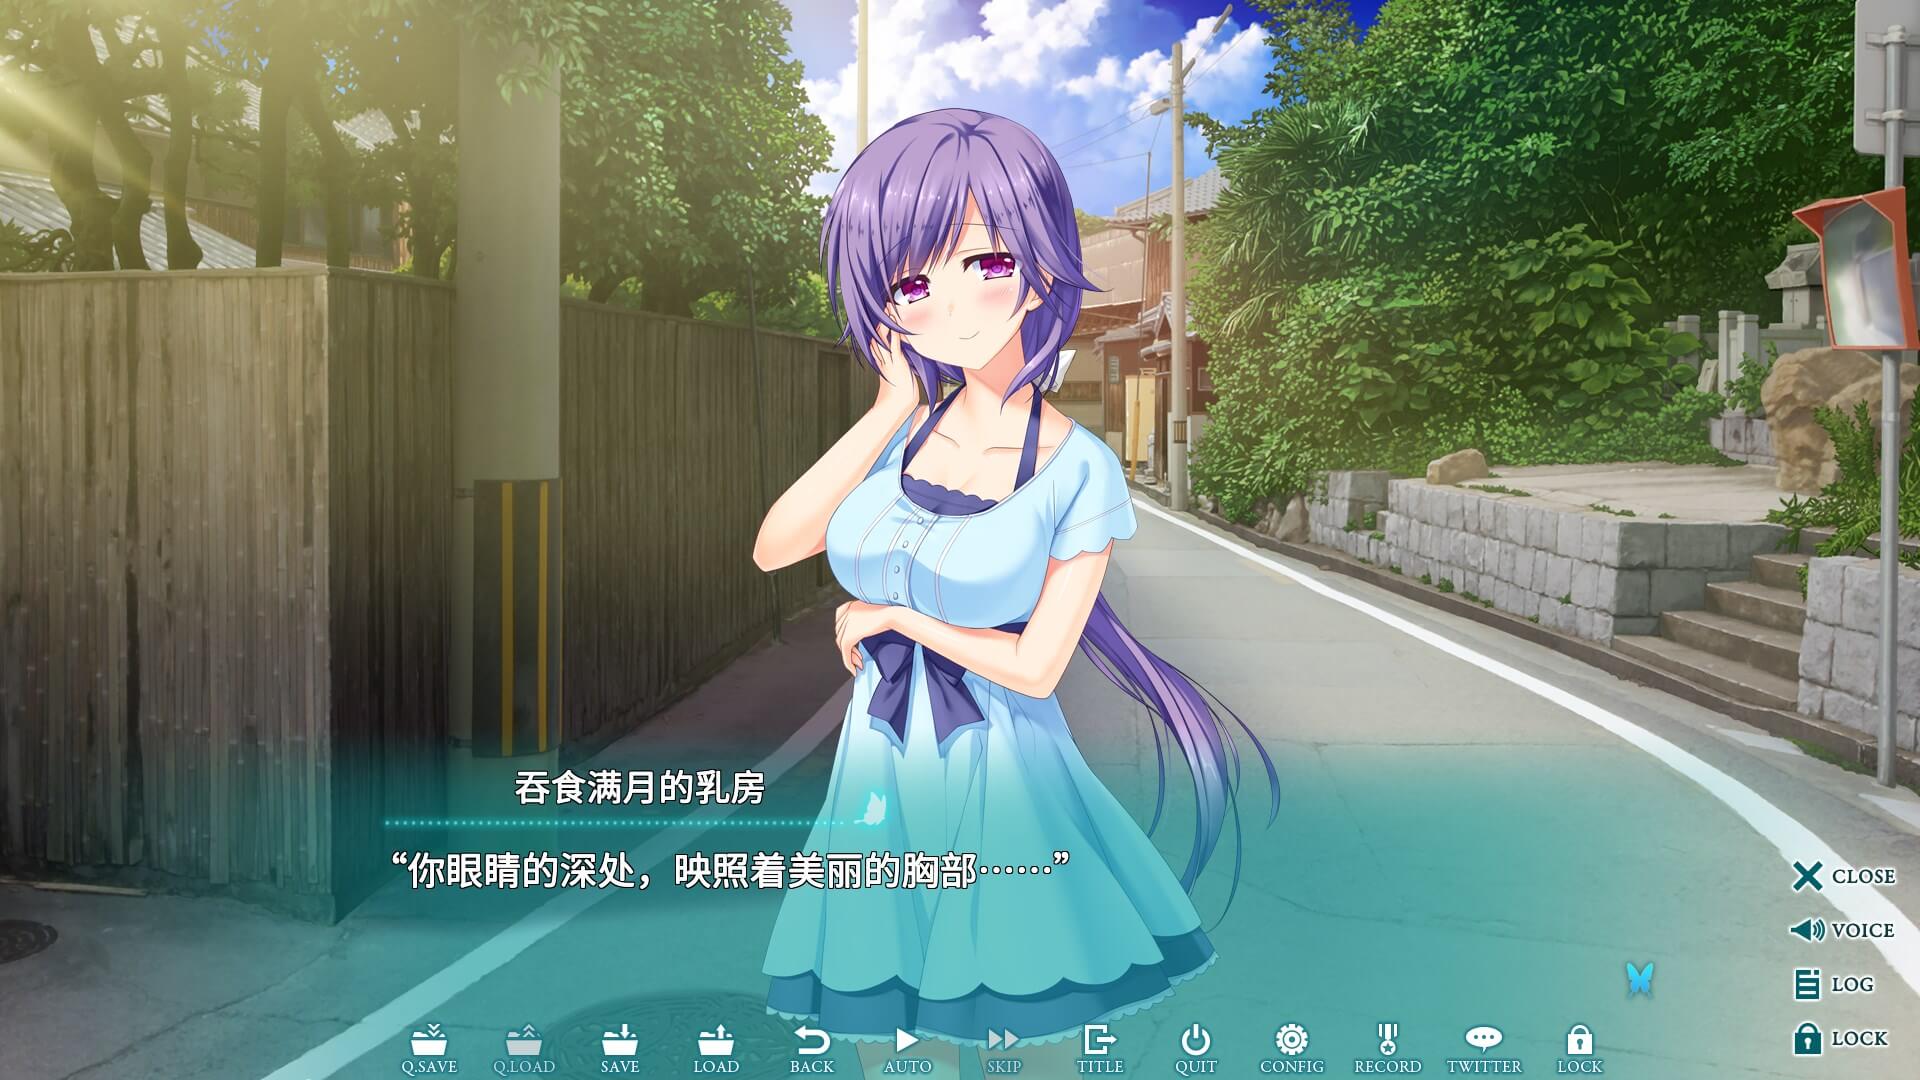 吞食满月的乳房
“你眼睛的深处，映照着美丽的胸部……”
CLOSE
VOICE
LOG
LOCK
Q.SAVE
Q.LOAD
SAVE
LOAD
BACK
AUTO
SKIP
TITLE
QUIT
CONFIG
RECORD
TWITTER
LOCK